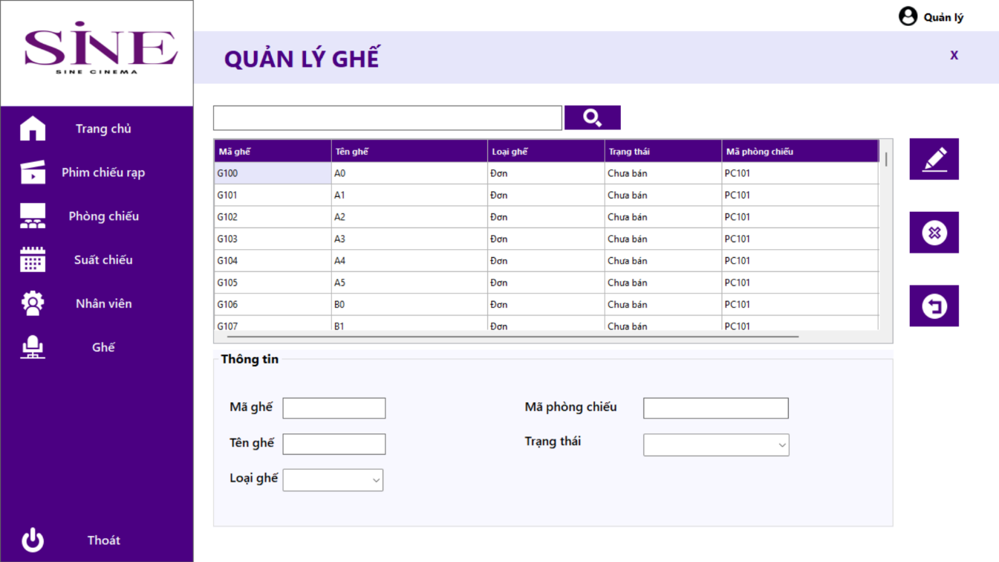 SiNE
SINE CINEMA
Quản lý
QUẢN LÝ GHẾ
X
Trang chủ
Phim chiếu rạp
Phòng chiếu
Suất chiếu
Nhân viên
Ghế
Thoát
Mã ghế Tên ghế Loại ghế Trạng thái Mã phòng chiếu
G100 A0 Đơn Chưa bán PC101
G101 A1 Đơn Chưa bán PC101
G102 A2 Đơn Chưa bán PC101
G103 A3 Đơn Chưa bán PC101
G104 A4 Đơn Chưa bán PC101
G105 A5 Đơn Chưa bán PC101
G106 B0 Đơn Chưa bán PC101
G107 B1 Đơn Chưa bán PC101
Thông tin
Mã ghế
Mã phòng chiếu
Tên ghế
Trạng thái
Loại ghế